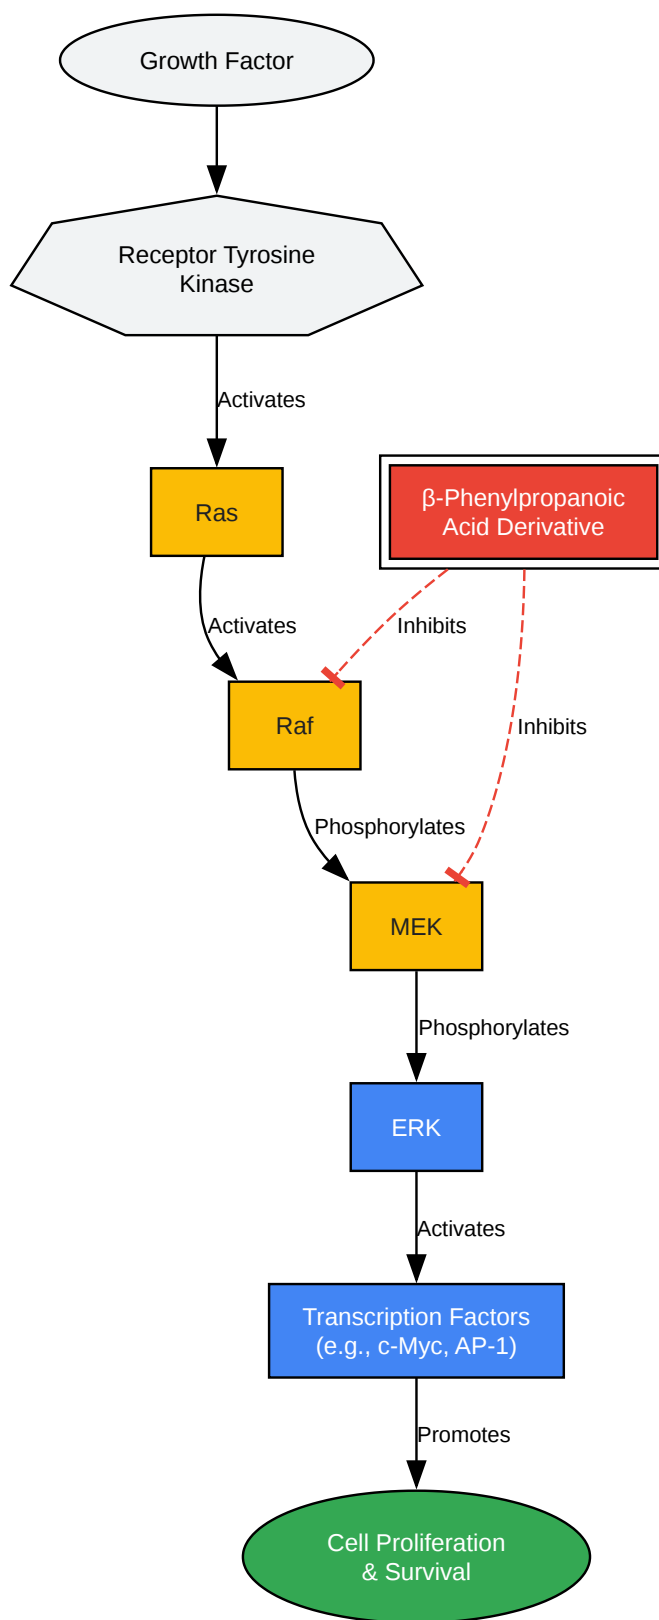 Growth Factor
Receptor Tyrosine
Kinase
Activates
Ras
β-Phenylpropanoic
Acid Derivative
Activates
Inhibits
Raf
Inhibits
Phosphorylates
MEK
Phosphorylates
ERK
Activates
Transcription Factors
(e.g., c-Myc, AP-1)
Promotes
Cell Proliferation
& Survival